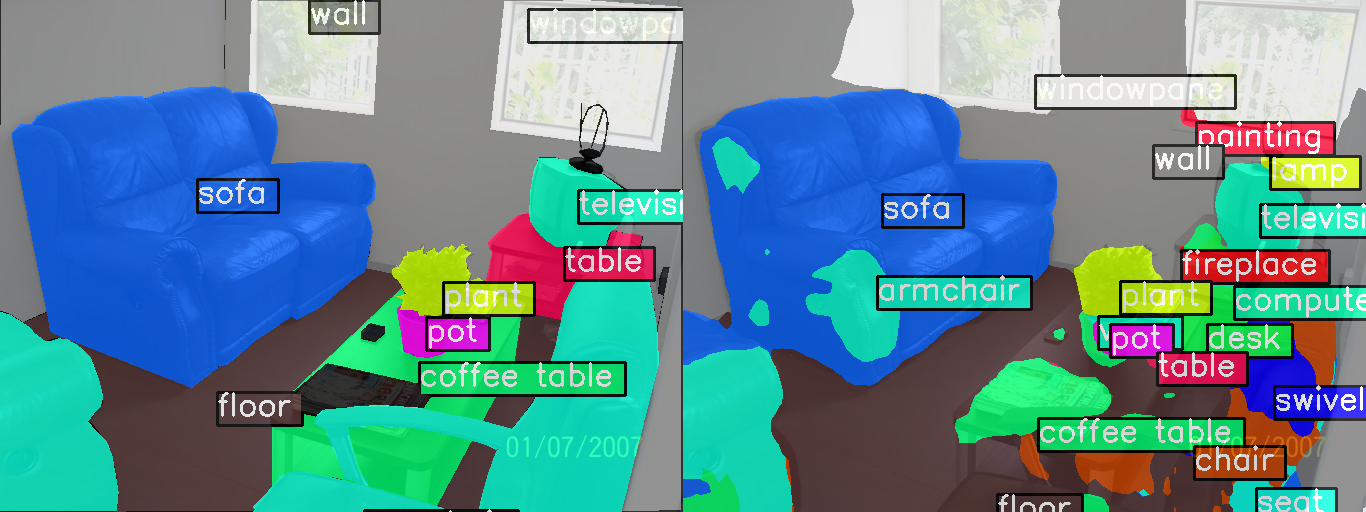 wall
windowpa
sofa
televisi
table
plant
pot
coffee table
floor
01/07/2007
windowpane
painting
wall
lamp
sofa
televisi
fireplace
armchair
plant
compute
pot
desk
table
swivel
coffee table
2007
chair
seat
floor